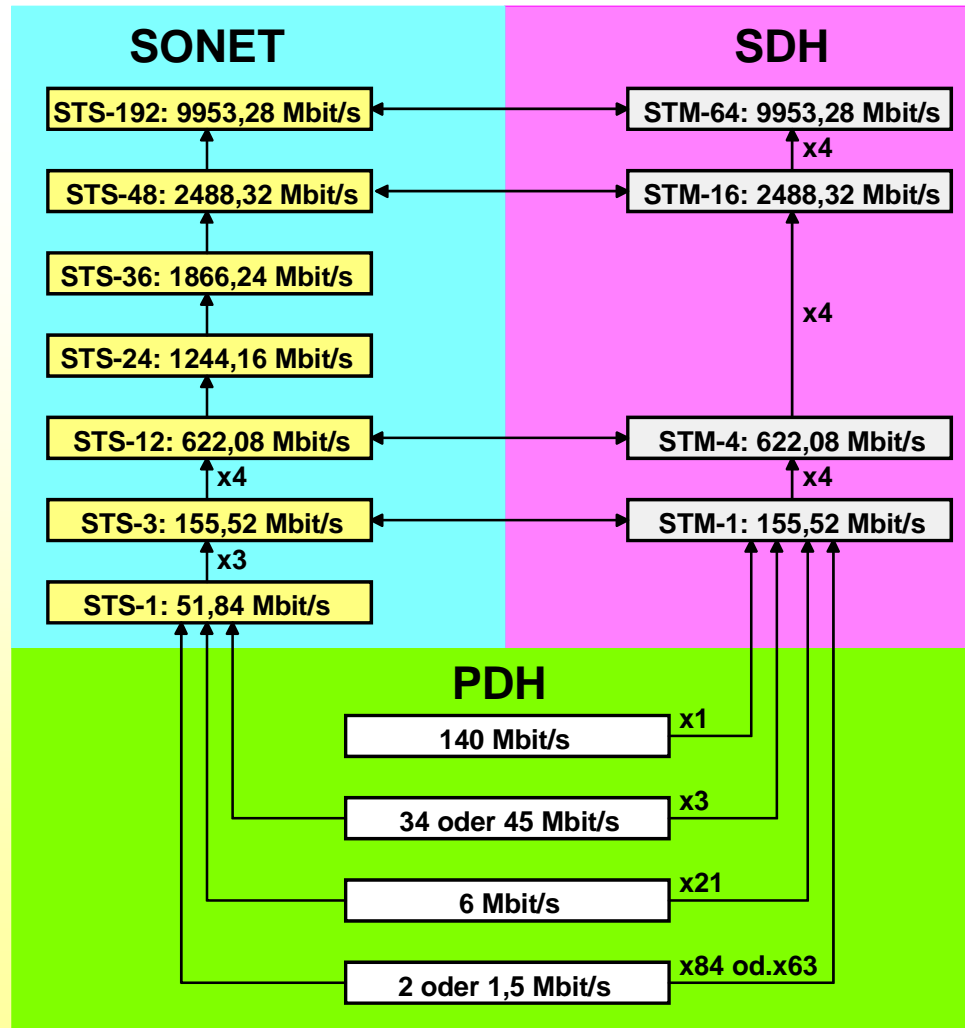 SONET
SDH
STS-192: 9953,28 Mbit/s
STM-64: 9953,28 Mbit/s
x4
STS-48: 2488,32 Mbit/s
STM-16: 2488,32 Mbit/s
STS-36: 1866,24 Mbit/s
x4
STS-24: 1244,16 Mbit/s
STS-12: 622,08 Mbit/s
STM-4: 622,08 Mbit/s
x4
x4
STS-3: 155,52 Mbit/s
STM-1: 155,52 Mbit/s
x3
STS-1: 51,84 Mbit/s
PDH
x1
140 Mbit/s
x3
34 oder 45 Mbit/s
x21
6 Mbit/s
x84 od.x63
2 oder 1,5 Mbit/s